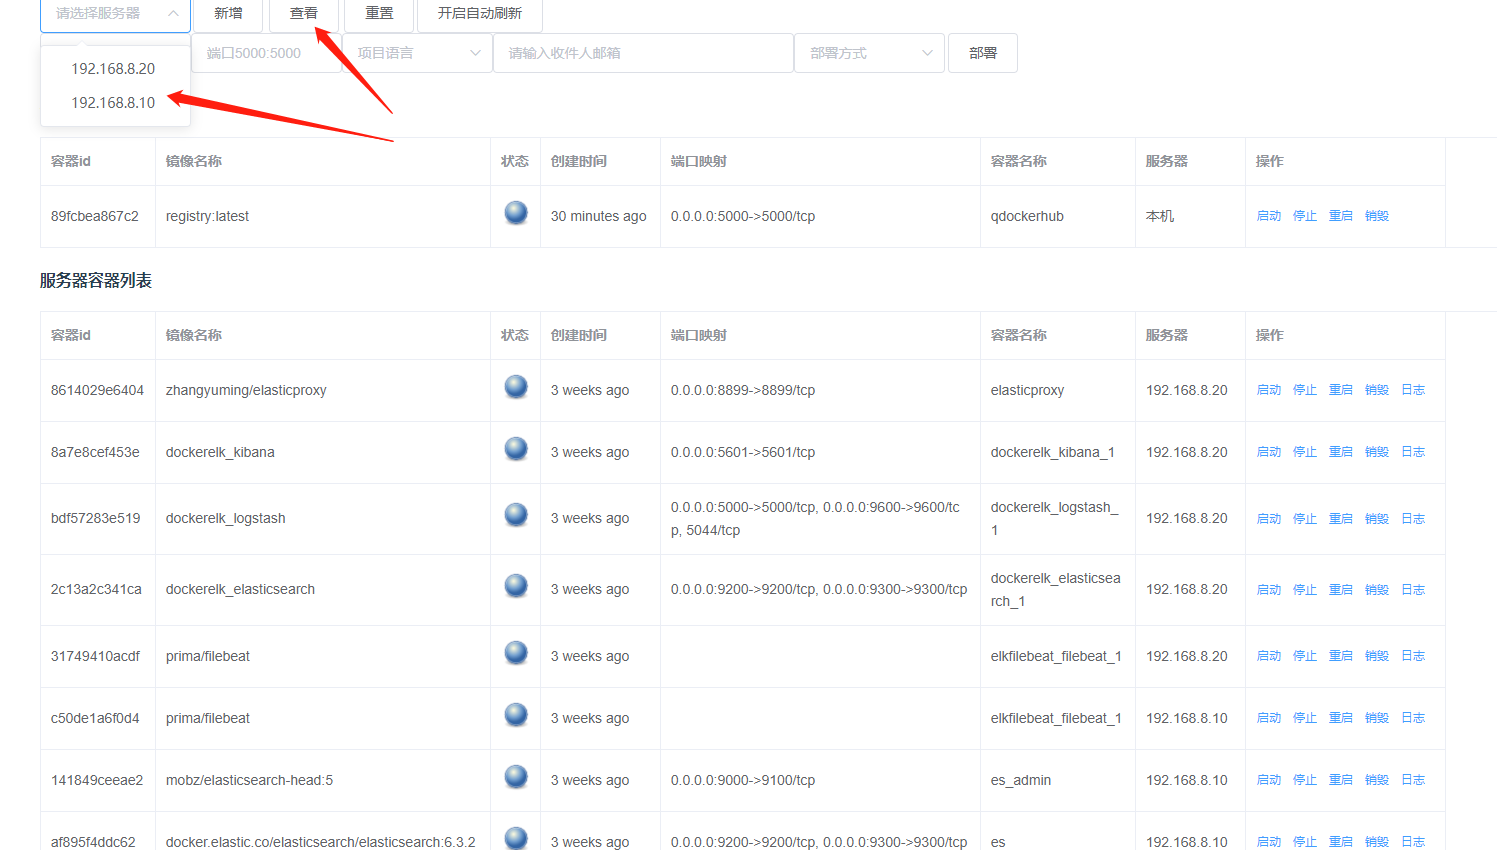 请选择服务器 新增 查看 重置 开启自动刷新
端口5000:5000 项目语言 请输入收件人邮箱 部署方式 部署
192.168.8.20
192.168.8.10
容器id 镜像名称 状态 创建时间 端口映射 容器名称 服务器 操作
89fcbea867c2 registry:latest 30 minutes ago 0.0.0.0:5000->5000/tcp qdockerhub 本机 启动 停止 重启 销毁
服务器容器列表
容器id 镜像名称 状态 创建时间 端口映射 容器名称 服务器 操作
8614029e6404 zhangyuming/elasticproxy 3 weeks ago 0.0.0.0:8899->8899/tcp elasticproxy 192.168.8.20 启动 停止 重启 销毁 日志
8a7e8cef453e dockerelk_kibana 3 weeks ago 0.0.0.0:5601->5601/tcp dockerelk_kibana_1 192.168.8.20 启动 停止 重启 销毁 日志
bdf57283e519 dockerelk_logstash 3 weeks ago 0.0.0.0:5000->5000/tcp, 0.0.0.0:9600->9600/tc
p, 5044/tcp dockerelk_logstash_
1 192.168.8.20 启动 停止 重启 销毁 日志
2c13a2c341ca dockerelk_elasticsearch 3 weeks ago 0.0.0.0:9200->9200/tcp, 0.0.0.0:9300->9300/tcp dockerelk_elasticsea
rch_1 192.168.8.20 启动 停止 重启 销毁 日志
31749410acdf prima/filebeat 3 weeks ago elkfilebeat_filebeat_1 192.168.8.20 启动 停止 重启 销毁 日志
c50de1a6f0d4 prima/filebeat 3 weeks ago elkfilebeat_filebeat_1 192.168.8.10 启动 停止 重启 销毁 日志
141849ceeae2 mobz/elasticsearch-head:5 3 weeks ago 0.0.0.0:9000->9100/tcp es_admin 192.168.8.10 启动 停止 重启 销毁 日志
af895f4ddc62 docker.elastic.co/elasticsearch/elasticsearch:6.3.2 3 weeks ago 0.0.0.0:9200->9200/tcp, 0.0.0.0:9300->9300/tcp es 192.168.8.10 启动 停止 重启 销毁 日志